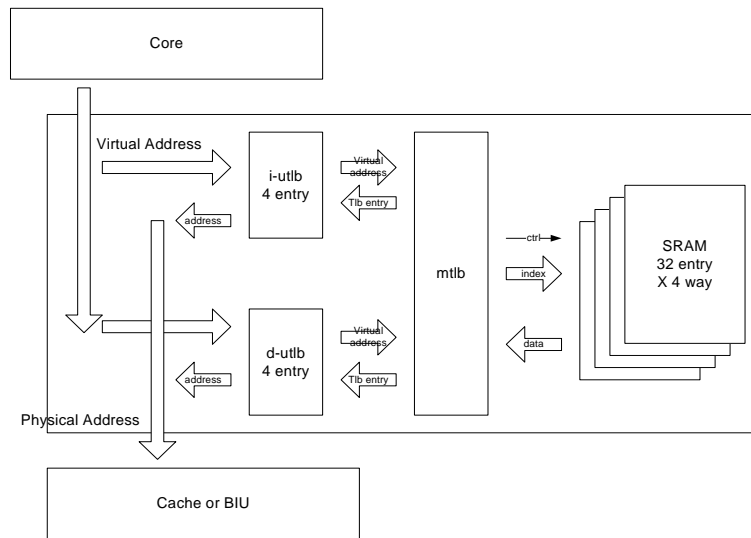 Core
Virtual Address
i-utlb
4 entry
Virtual
address
Tlb entry
address
mtlb
ctrl
index
data
SRAM
32 entry
X 4 way
d-utlb
4 entry
Virtual
address
Tlb entry
address
Physical Address
Cache or BIU